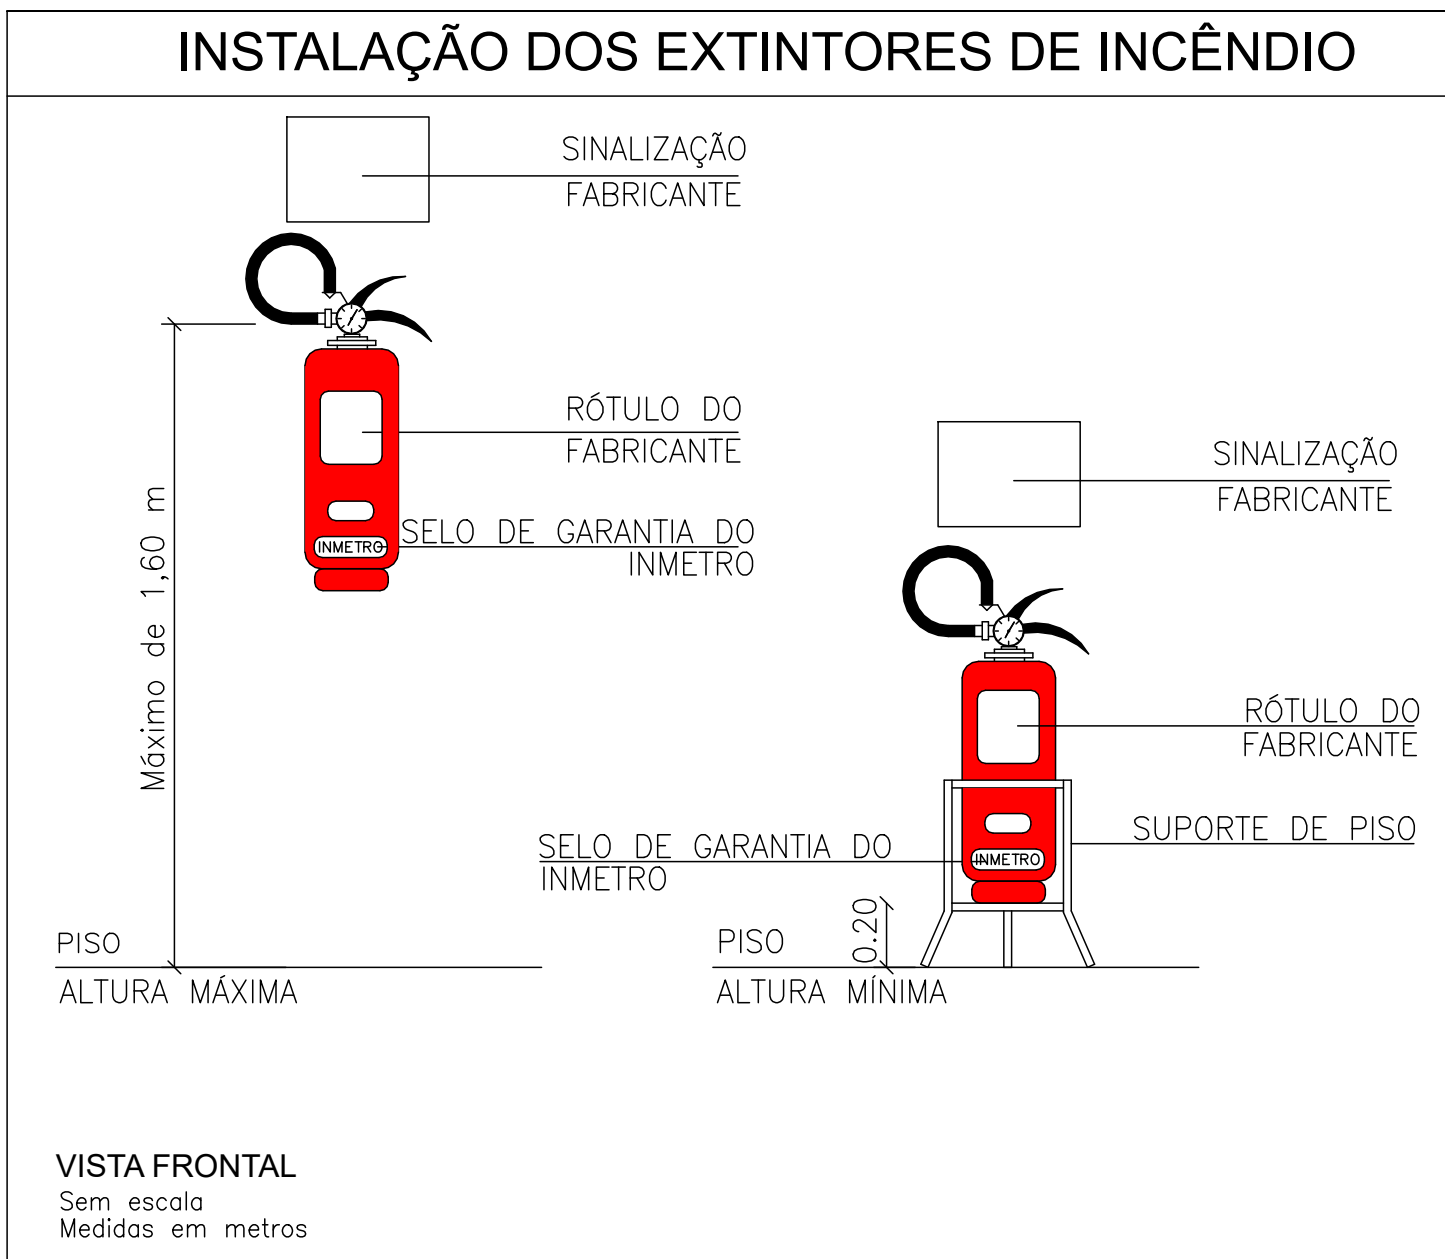 INSTALAÇÃO DOS EXTINTORES DE INCÊNDIO
SINALIZAÇÃO
FABRICANTE
RÓTULO DO
FABRICANTE
SELO DE GARANTIA DO
INMETRO
INMETRO
Máximo de 1,60 m
PISO
ALTURA MÁXIMA
SINALIZAÇÃO
FABRICANTE
RÓTULO DO
FABRICANTE
SUPORTE DE PISO
SELO DE GARANTIA DO
INMETRO
INMETRO
0.20
PISO
ALTURA MÍNIMA
VISTA FRONTAL
Sem escala
Medidas em metros